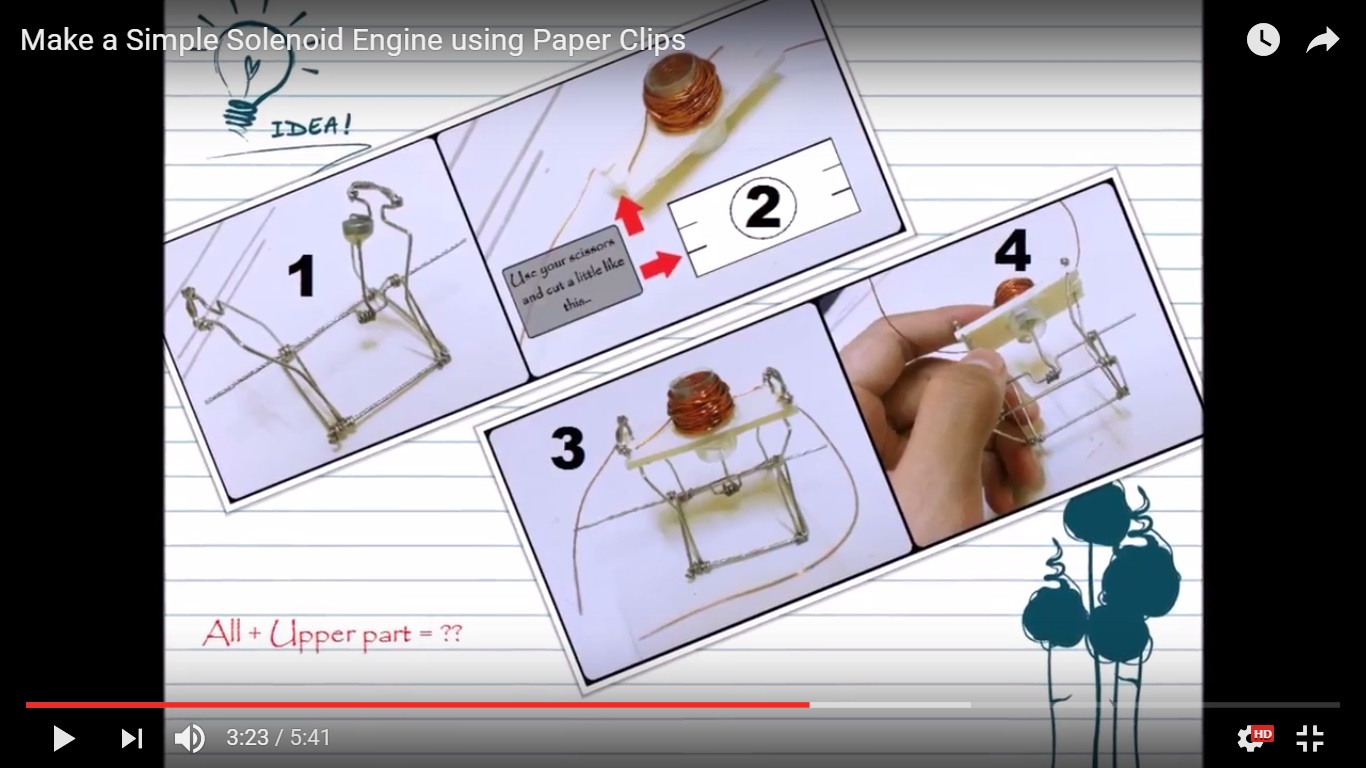 Make a Simple Solenoid Engine using Paper Clips
IDEA!
1
2
Use your scissors
and cut a little like
this...
3
4
All + Upper part = ??
3:23 / 5:41
HD